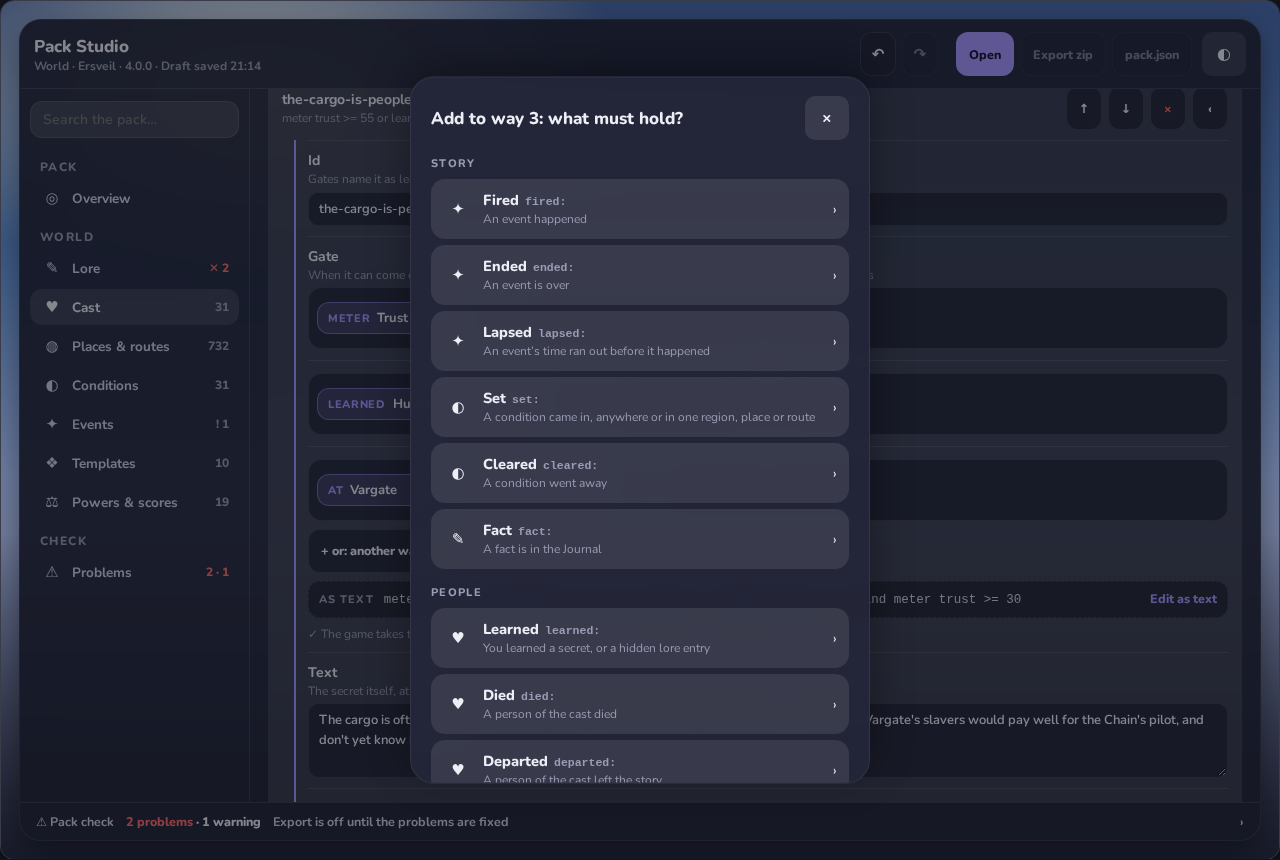 Pack Studio
World · Ersveil · 4.0.0 · Draft saved 21:14
Open
Export zip
pack.json
Search the pack...
PACK
Overview
WORLD
Lore × 2
Cast 31
Places & routes 732
Conditions 31
Events ! 1
Templates 10
Powers & scores 19
CHECK
Problems 2 · 1
the-cargo-is-people
meter trust >= 55 or
Id
Gates name it as
the-cargo-is-pe
Gate
When it can come
METER Trust
LEARNED Hu
AT Vargate
+ or: another
AS TEXT mete
nd meter trust >= 30
Edit as text
✓ The game takes
Text
The secret itself, at
The cargo is oft
Vargate's slavers would pay well for the Chain's pilot, and
don't yet know
Add to way 3: what must hold?
×
STORY
Fired fired:
An event happened
Ended ended:
An event is over
Lapsed lapsed:
An event's time ran out before it happened
Set set:
A condition came in, anywhere or in one region, place or route
Cleared cleared:
A condition went away
Fact fact:
A fact is in the Journal
PEOPLE
Learned learned:
You learned a secret, or a hidden lore entry
Died died:
A person of the cast died
Departed departed:
A person of the cast left the story
⚠ Pack check 2 problems · 1 warning Export is off until the problems are fixed